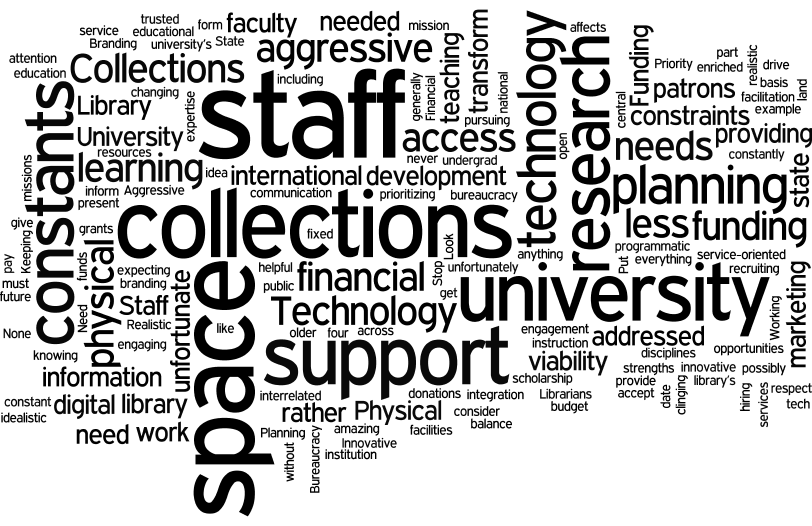 trusted
form
faculty
needed
mission
service
educational
Branding
university's
State
attention
education
Collections
aggressive
teaching
transform
technology
affects
research
Funding
Priority
part
enriched
realistic
drive
basis
patrons
facilitation
land
example
central
constraints
changing
Library
expertise
including
staff
generally
Financial
pursuing
national
access
open
needs
providing
constantly
University
resources
constants
learning
idea
international
development
never
undergrad
planning
state
missions
inform
Aggressive
present
communication
prioritizing
bureaucracy
less
funding
give
Keeping
grants
collections
fixed
Look
anything
programmatic
everything
service-oriented
recruiting
Put
pay
must
future
funds
physical
expecting
branding
unfortunate
space
helpful
public
financial
Stop
unfortunately
get
university
marketing
Working
Need
Staff
Realistic
Technology
None
knowing
engaging
like
older
four
across
support
engagement
instruction
addressed
disciplines
opportunities
viability
information
scholarship
strengths
innovative
possibly
provide
library's
accept
date
clinging
hiring
services
respect
tech
constant
idealistic
digital
library
interrelated
donations
integration
Librarians
budget
rather
Physical
consider
balance
need
work
Planning
amazing
facilities
without
Bureaucracy
Innovative
institution